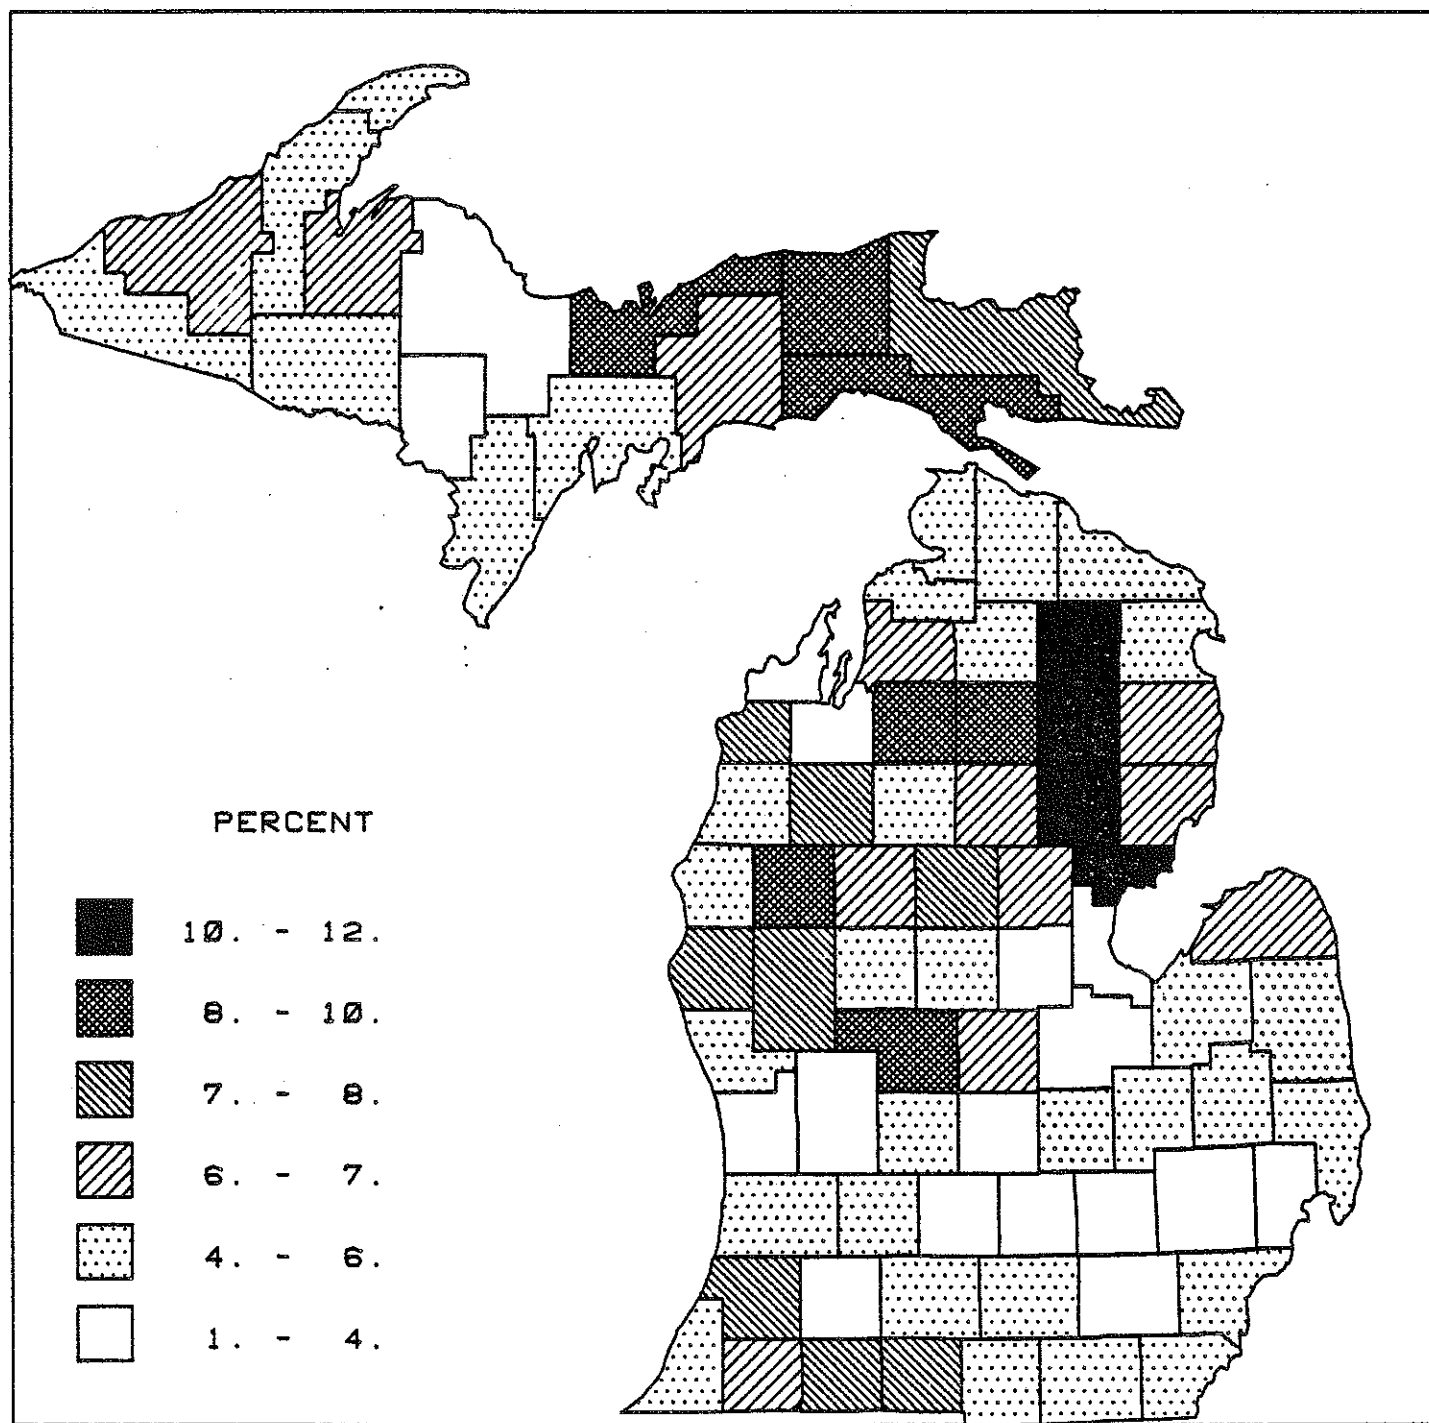 PERCENT
10. - 12.
8. - 10.
7. - 8.
6. - 7.
4. - 6.
1. - 4.